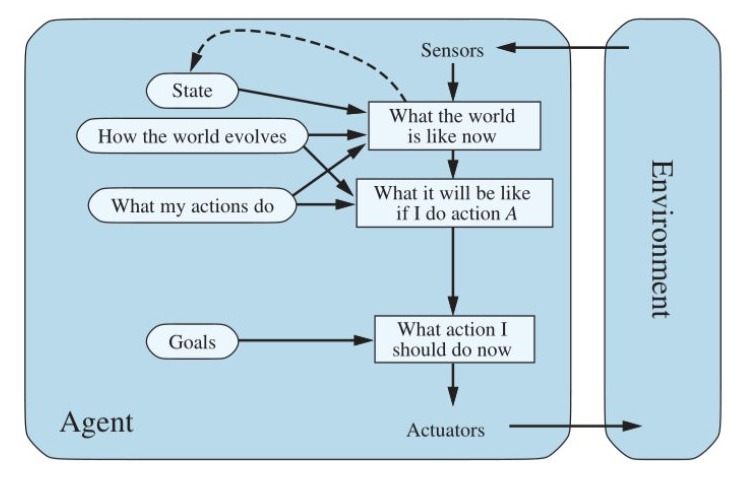 Sensors
State
What the world
is like now
How the world evolves
What my actions do
What it will be like
if I do action A
Goals
What action I
should do now
Agent
Actuators
Environment